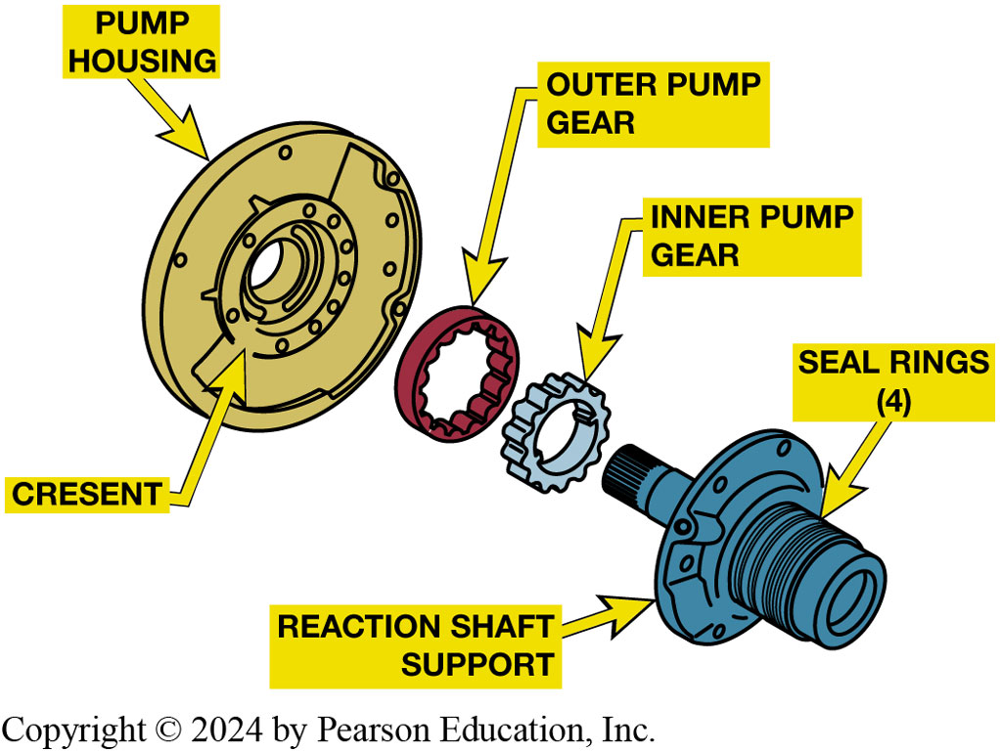 PUMP
HOUSING
OUTER PUMP
GEAR
INNER PUMP
GEAR
SEAL RINGS
(4)
CRESENT
REACTION SHAFT
SUPPORT
Copyright © 2024 by Pearson Education, Inc.